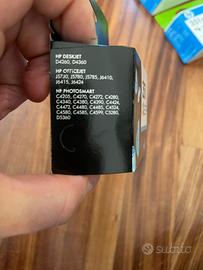 HP DESKJET
D4260, D4360
HP OFFICEJET
J5730, J5780, J5785, J6410,
J6415, J6424
HP PHOTOSMART
C4205, C4270, C4272, C4280,
C4340, C4380, C4390, C4424,
C4472, C4480, C4485, C4524,
C4580, C4585, C4599, C5280,
D5360
subito